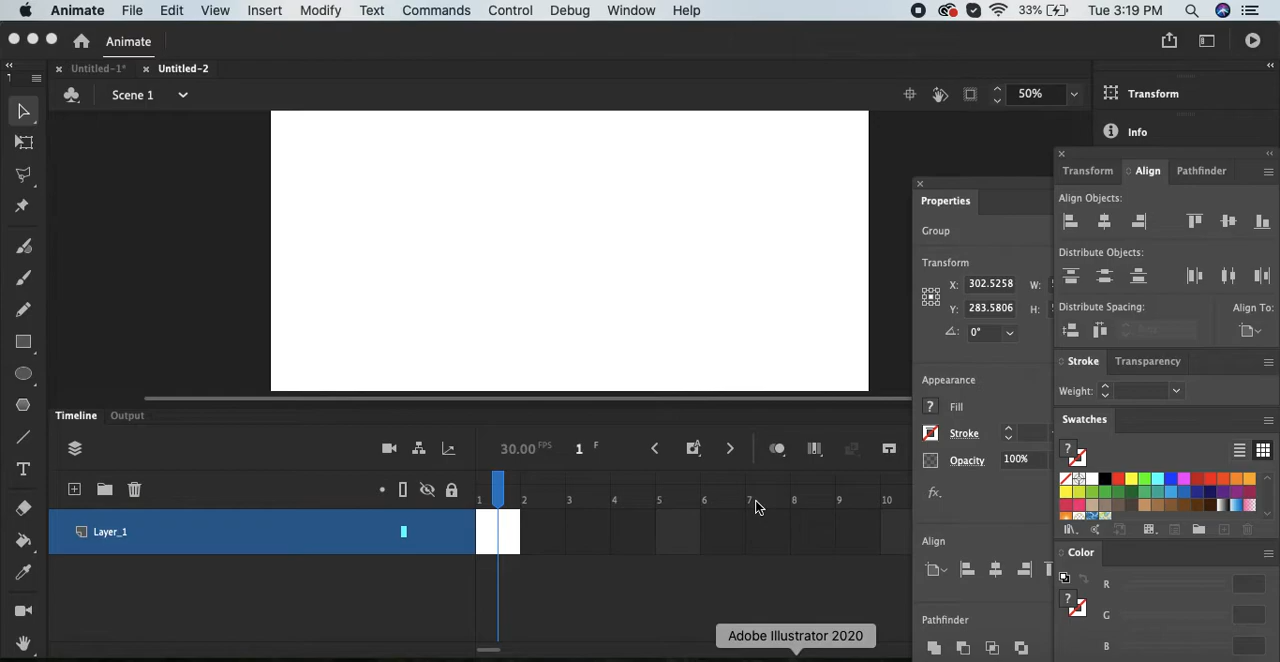 Animate File Edit View Insert Modify Text Commands Control Debug Window Help 33% Tue 3:19 PM
Animate
Untitled-1* Untitled-2
Scene 1 50%
Transform
Info
Transform Align Pathfinder
Align Objects:
Distribute Objects:
Distribute Spacing: Align To:
Stroke Transparency
Weight:
Swatches
Color
R
G
B
Properties
Group
Transform
X: 302.5258 W:
Y: 283.5806 H:
0°
Appearance
Fill
Stroke
Opacity 100%
fx
Align
Pathfinder
Timeline Output
30.00 FPS 1 F
1 2 3 4 5 6 7 8 9 10
Layer_1
Adobe Illustrator 2020